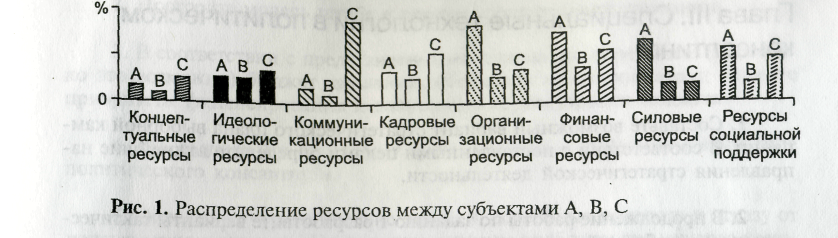 %
A B C A B C A B C A B C A B C A B C A B C A B C
Концеп-
туальные
ресурсы
Идеоло-
гические
ресурсы
Коммуни-
кационные
ресурсы
Кадровые
ресурсы
Органи-
зационные
ресурсы
Финан-
совые
ресурсы
Силовые
ресурсы
Ресурсы
социальной
поддержки
Рис. 1. Распределение ресурсов между субъектами А, В, С